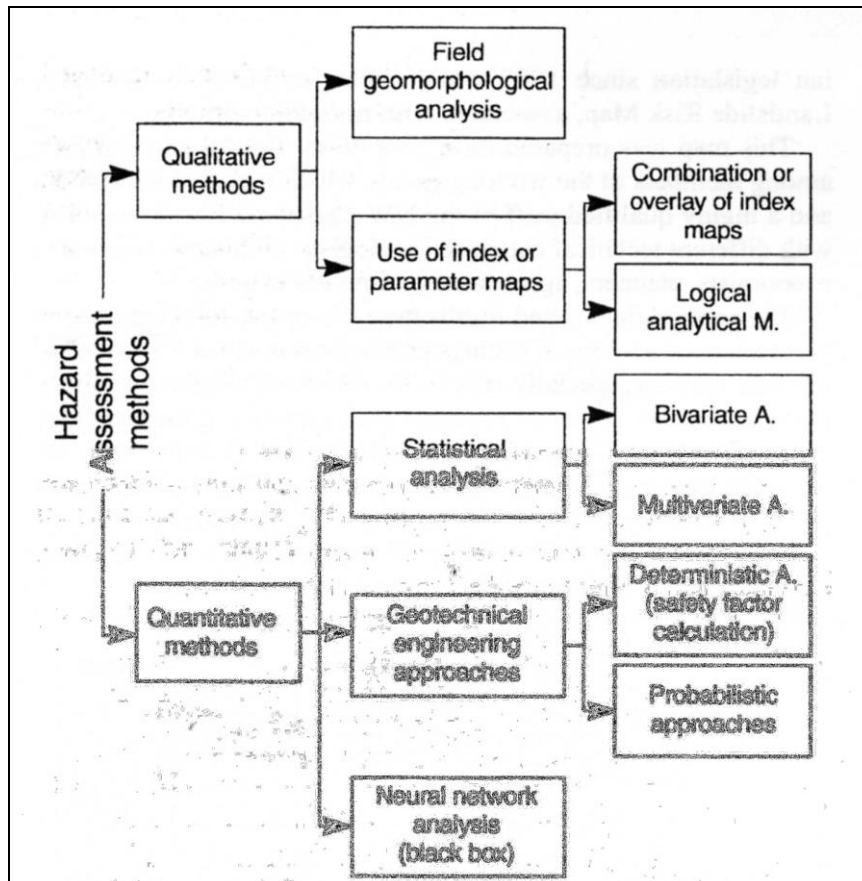 Field
geomorphological
analysis
Qualitative
methods
Use of index or
parameter maps
Combination or
overlay of index
maps
Logical
analytical M.
Hazard
Assessment
methods
Statistical
analysis
Bivariate A.
Multivariate A.
Quantitative
methods
Geotechnical
engineering
approaches
Deterministic A.
(safety factor
calculation)
Probabilistic
approaches
Neural network
analysis
(black box)